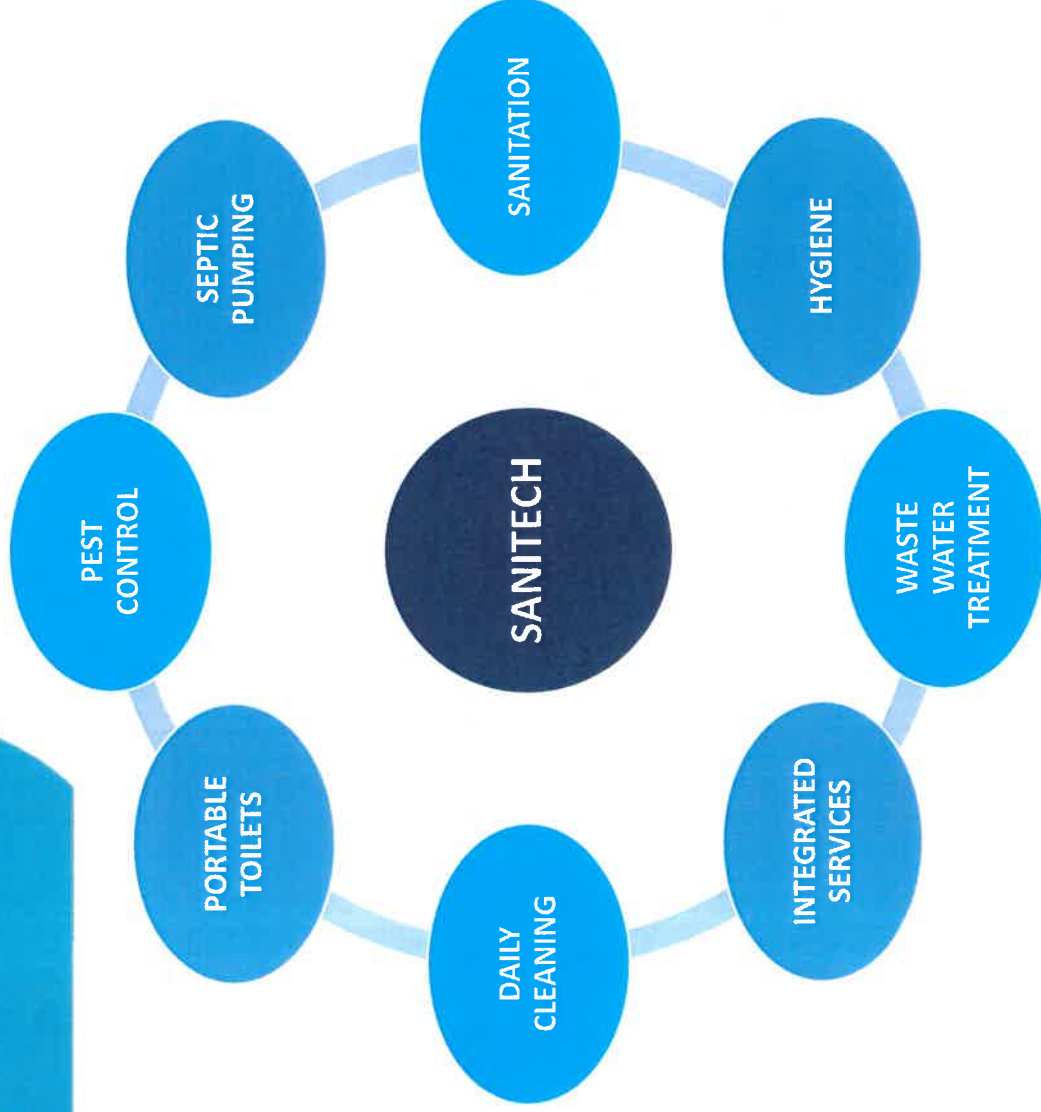 PEST
CONTROL
SEPTIC
PUMPING
SANITATION
HYGIENE
WASTE
WATER
TREATMENT
INTEGRATED
SERVICES
DAILY
CLEANING
PORTABLE
TOILETS
SANITECH